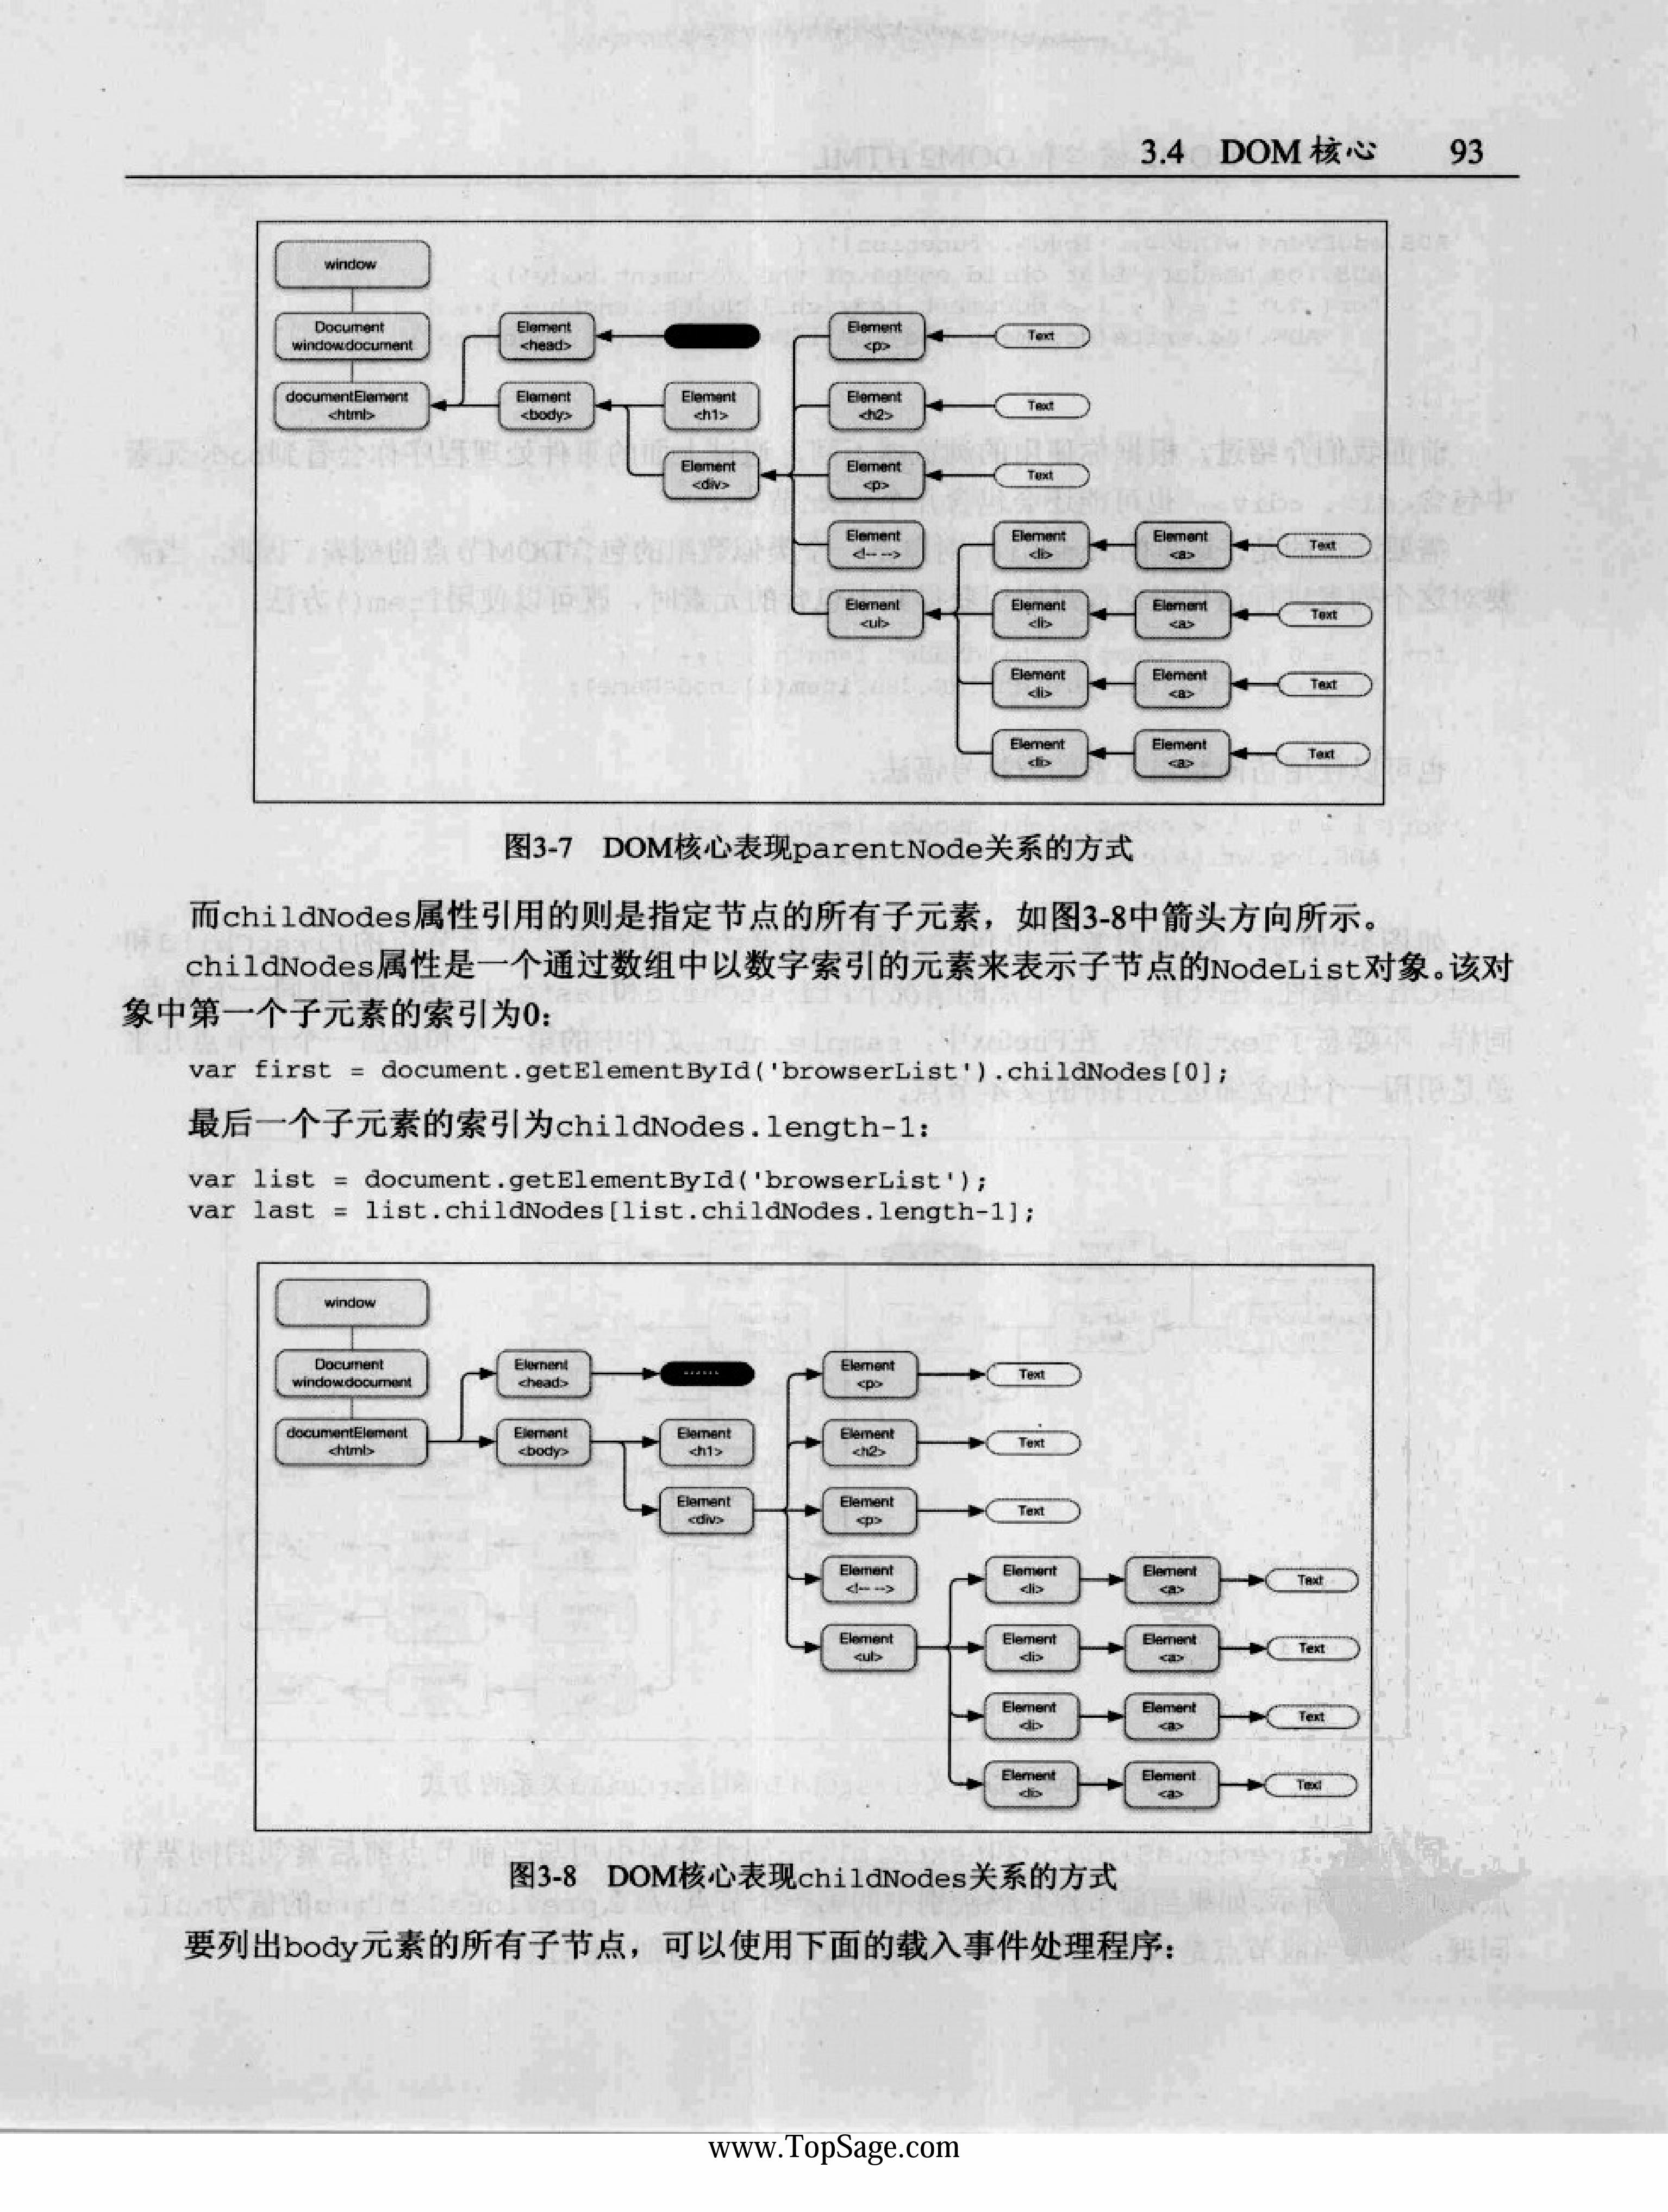 3.4 DOM 核心 93
window
Document
window.document
documentElement
<html>
Element
<head>
Element
<body>
Element
<h1>
Element
<div>
Element
<p>
Text
Element
<h2>
Text
Element
<p>
Text
Element
<!-- -->
Element
<ul>
Element
<li>
Element
<a>
Text
Element
<li>
Element
<a>
Text
Element
<li>
Element
<a>
Text
Element
<li>
Element
<a>
Text
图3-7 DOM核心表现parentNode关系的方式
而childNodes属性引用的则是指定节点的所有子元素，如图3-8中箭头方向所示。
childNodes属性是一个通过数组中以数字索引的元素来表示子节点的NodeList对象。该对
象中第一个子元素的索引为0：
var first = document.getElementById('browserList').childNodes[0];
最后一个子元素的索引为childNodes.length-1：
var list = document.getElementById('browserList');
var last = list.childNodes[list.childNodes.length-1];
window
Document
window.document
documentElement
<html>
Element
<head>
......
Element
<body>
Element
<h1>
Element
<div>
Element
<p>
Text
Element
<h2>
Text
Element
<p>
Text
Element
<!-- -->
Element
<ul>
Element
<li>
Element
<a>
Text
Element
<li>
Element
<a>
Text
Element
<li>
Element
<a>
Text
Element
<li>
Element
<a>
Text
图3-8 DOM核心表现childNodes关系的方式
要列出body元素的所有子节点，可以使用下面的载入事件处理程序：
www.TopSage.com